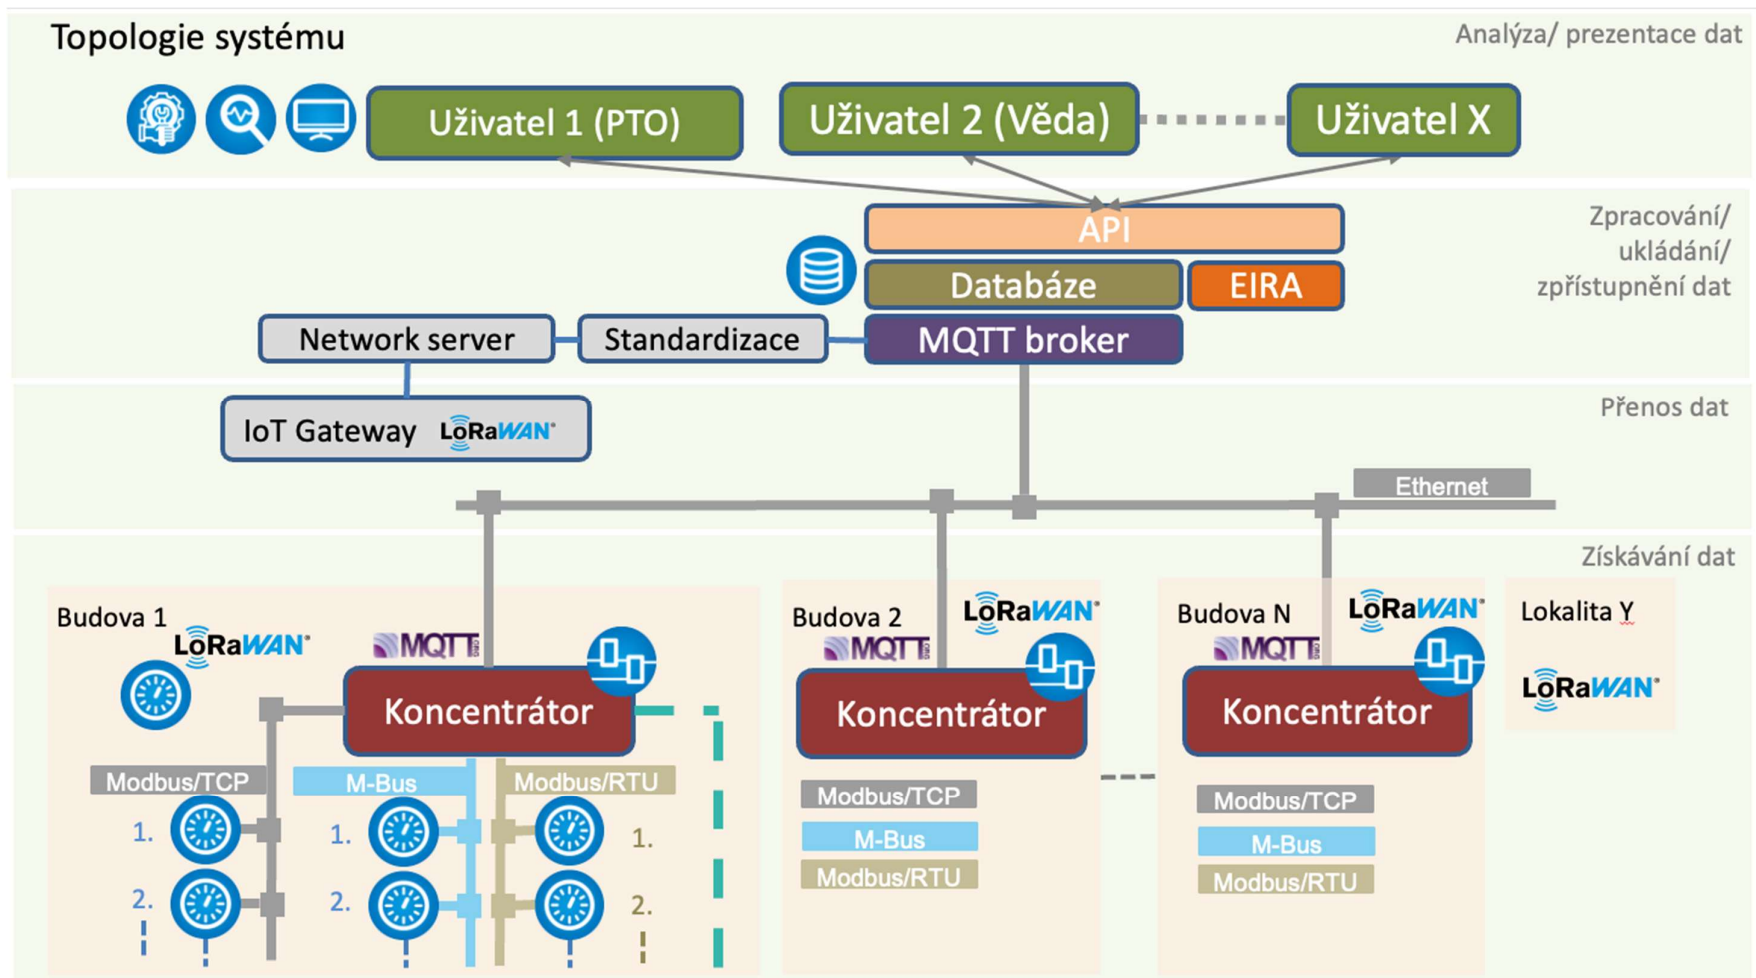 Topologie systému
Analýza/ prezentace dat
Uživatel 1 (PTO)
Uživatel 2 (Věda)
Uživatel X
API
Zpracování/
ukládání/
zpřístupnění dat
Databáze
EIRA
Network server
Standardizace
MQTT broker
IoT Gateway LoRaWAN®
Přenos dat
Ethernet
Získávání dat
Budova 1
LoRaWAN®
MQTT.ORG
Koncentrátor
Modbus/TCP
M-Bus
Modbus/RTU
1.
1.
1.
2.
2.
2.
Budova 2
LoRaWAN®
MQTT.ORG
Koncentrátor
Modbus/TCP
M-Bus
Modbus/RTU
Budova N
LoRaWAN®
MQTT.ORG
Koncentrátor
Modbus/TCP
M-Bus
Modbus/RTU
Lokalita Y
LoRaWAN®